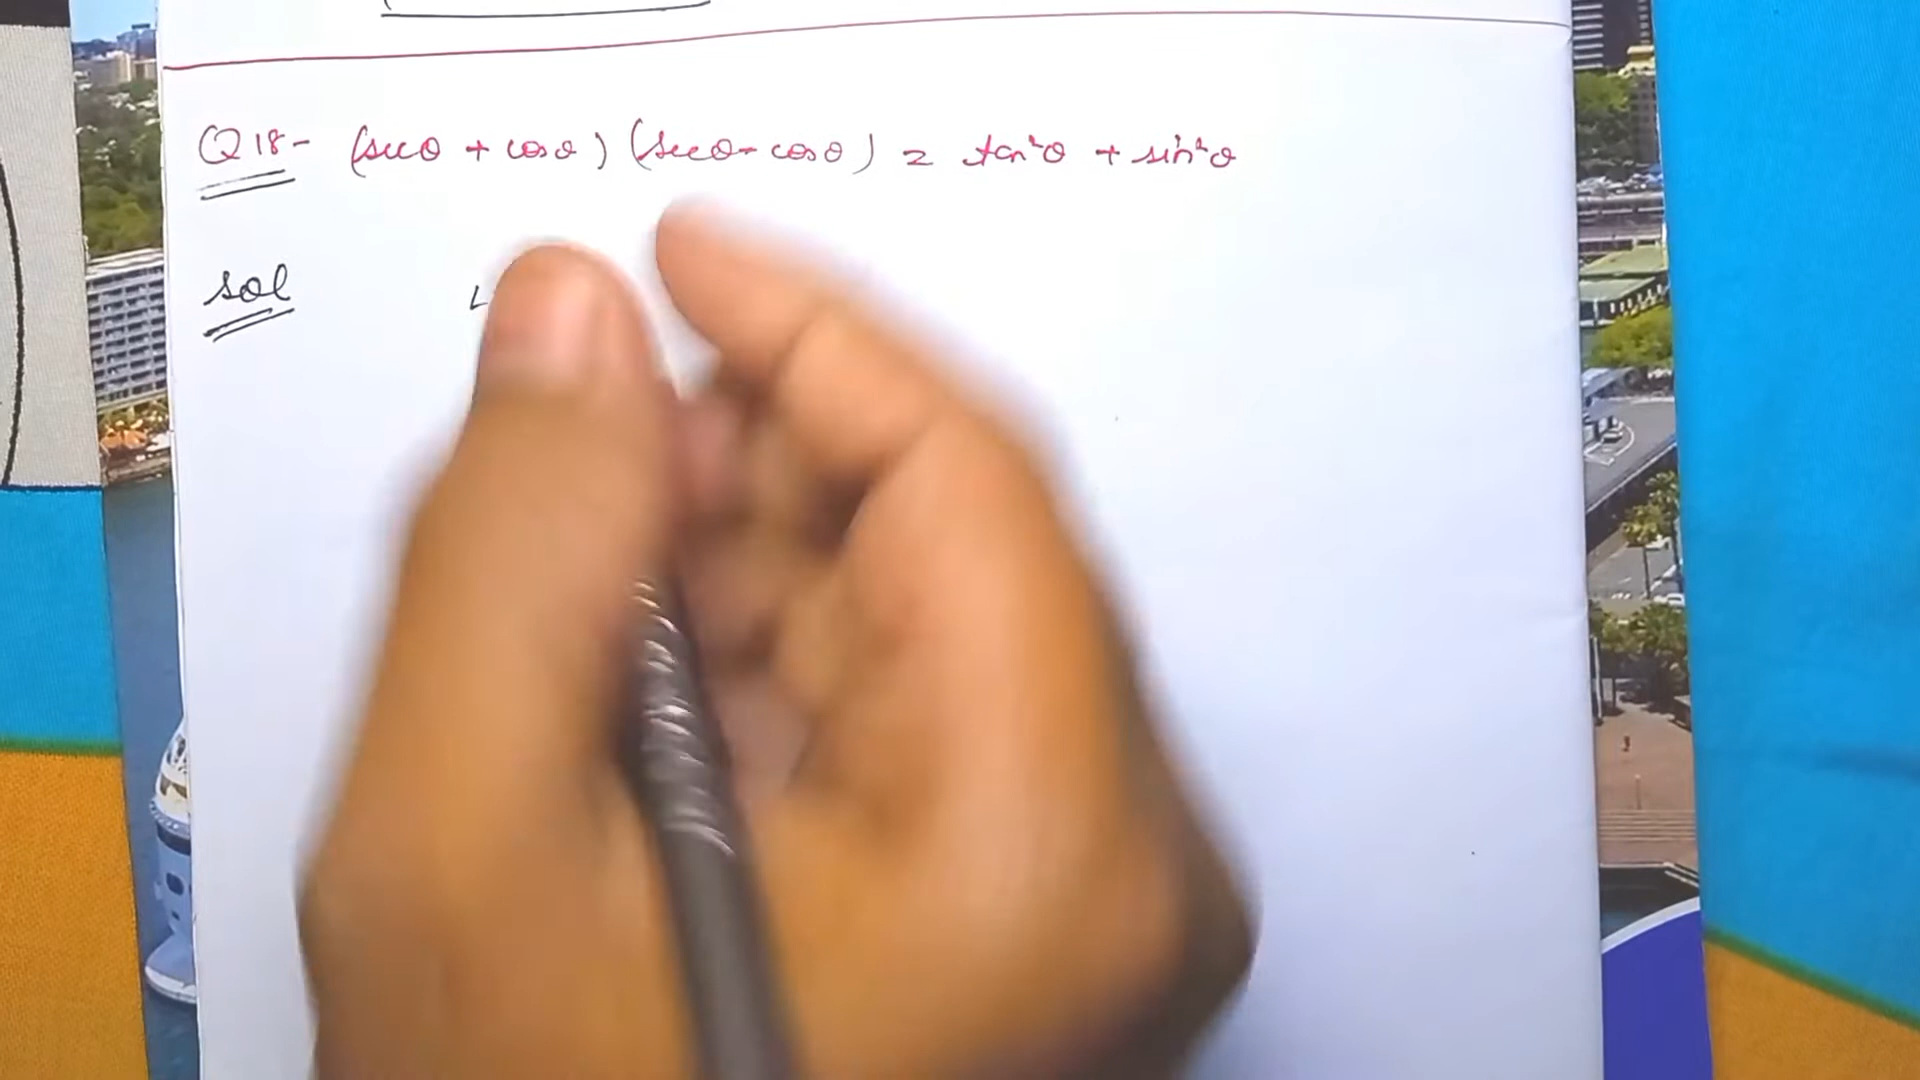 Q18- (secθ + cosθ) (secθ - cosθ) = tan²θ + sin²θ
sol L